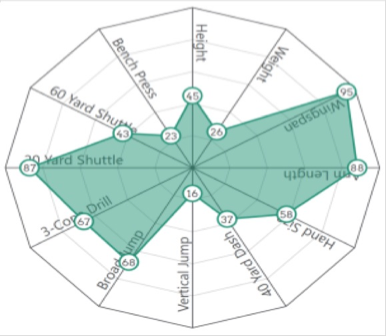 Height
45
Weight
26
Wingspan
95
Arm Length
88
Hand Size
58
40 Yard Dash
37
Vertical Jump
16
Broad Jump
68
3-Cone Drill
67
20 Yard Shuttle
87
60 Yard Shuttle
43
Bench Press
23